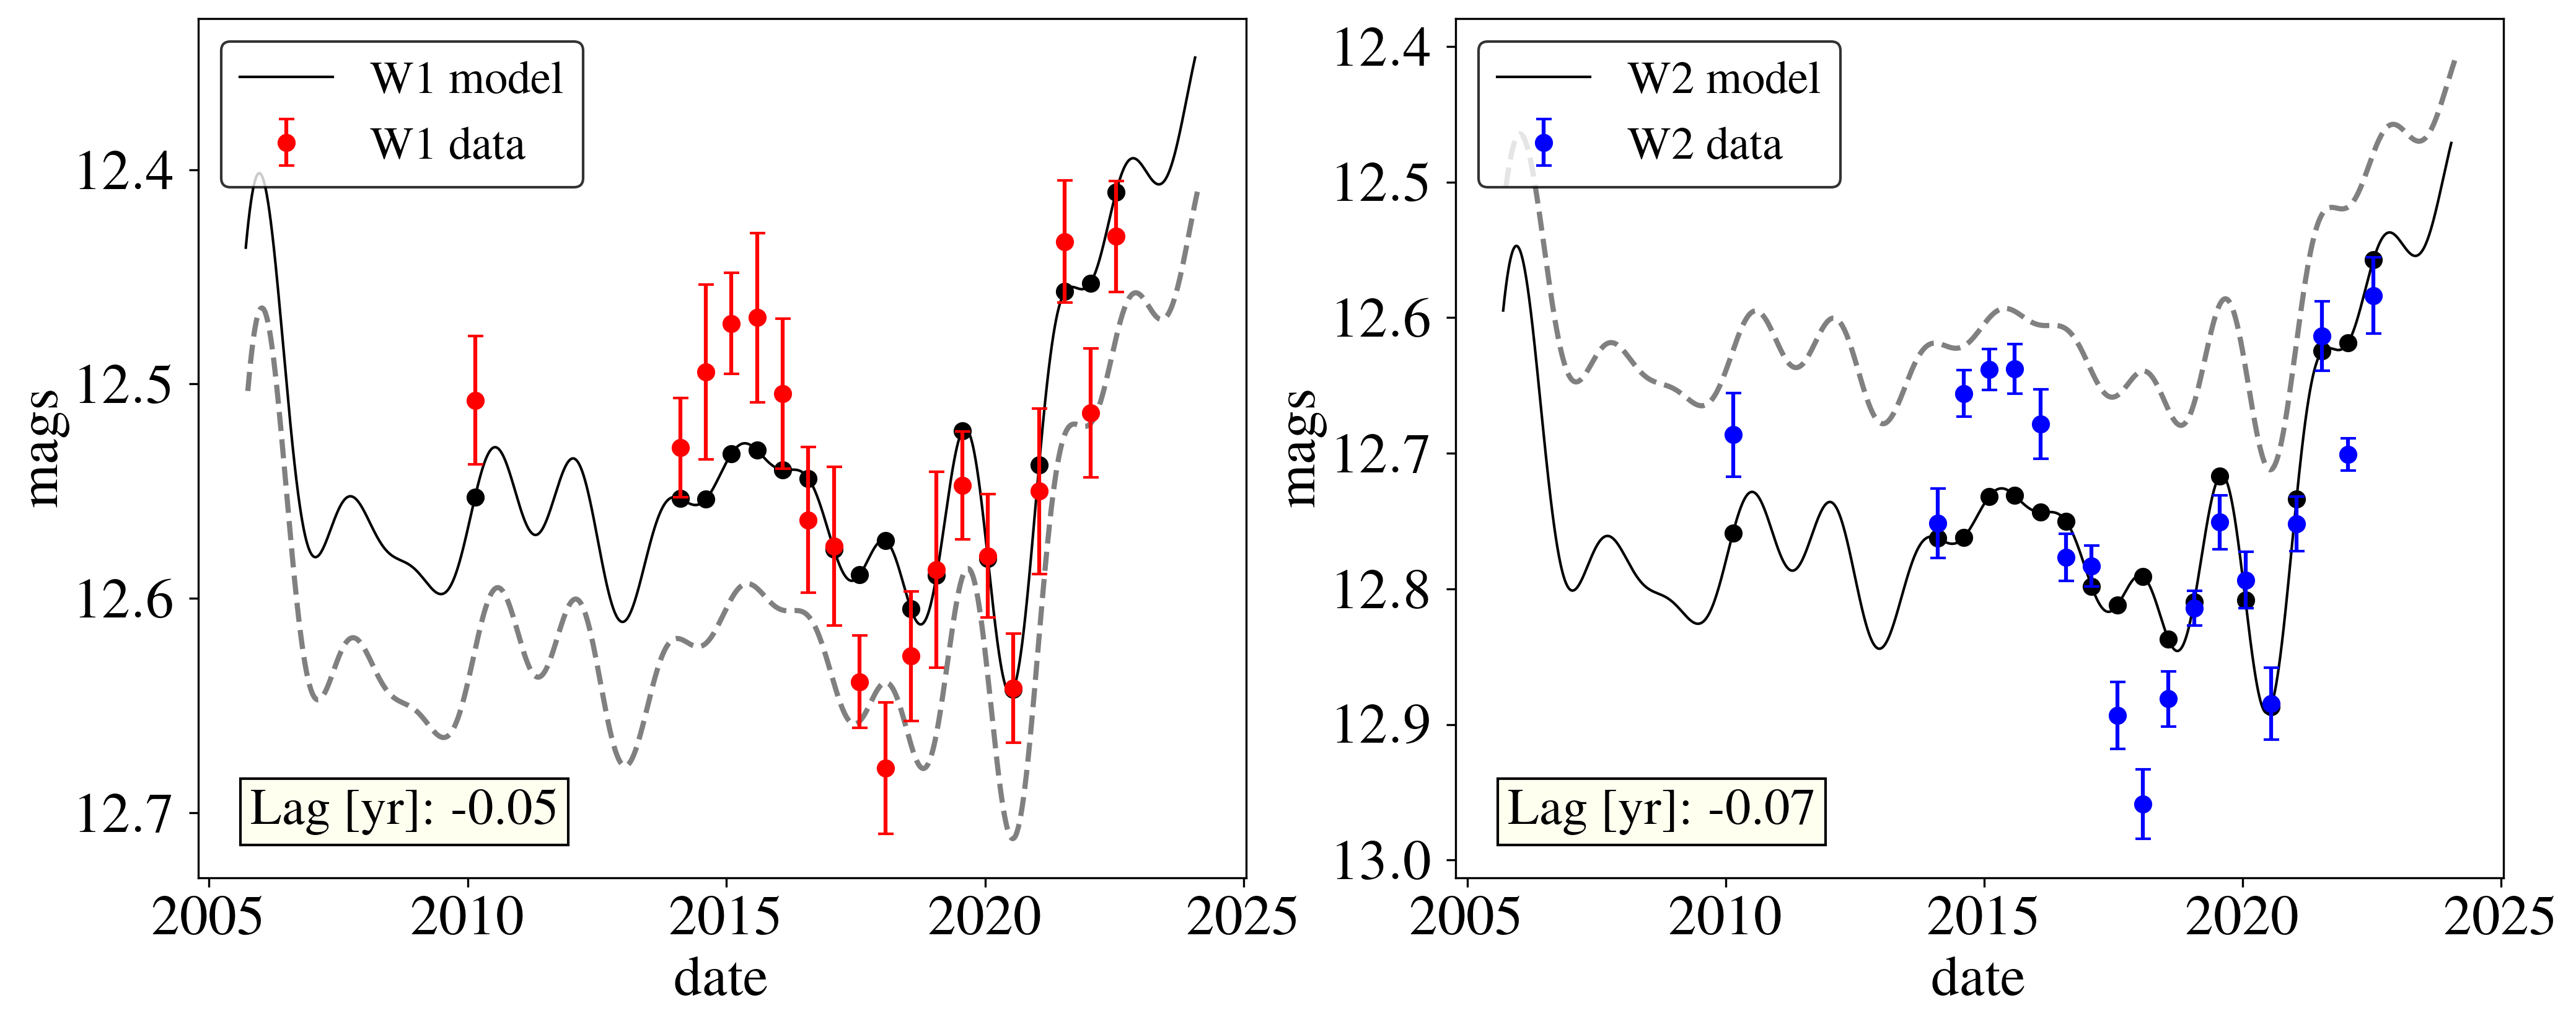 W1 model
W1 data
mags
12.4
12.5
12.6
12.7
Lag [yr]: -0.05
2005 2010 2015 2020 2025
date
W2 model
W2 data
mags
12.4
12.5
12.6
12.7
12.8
12.9
13.0
Lag [yr]: -0.07
2005 2010 2015 2020 2025
date